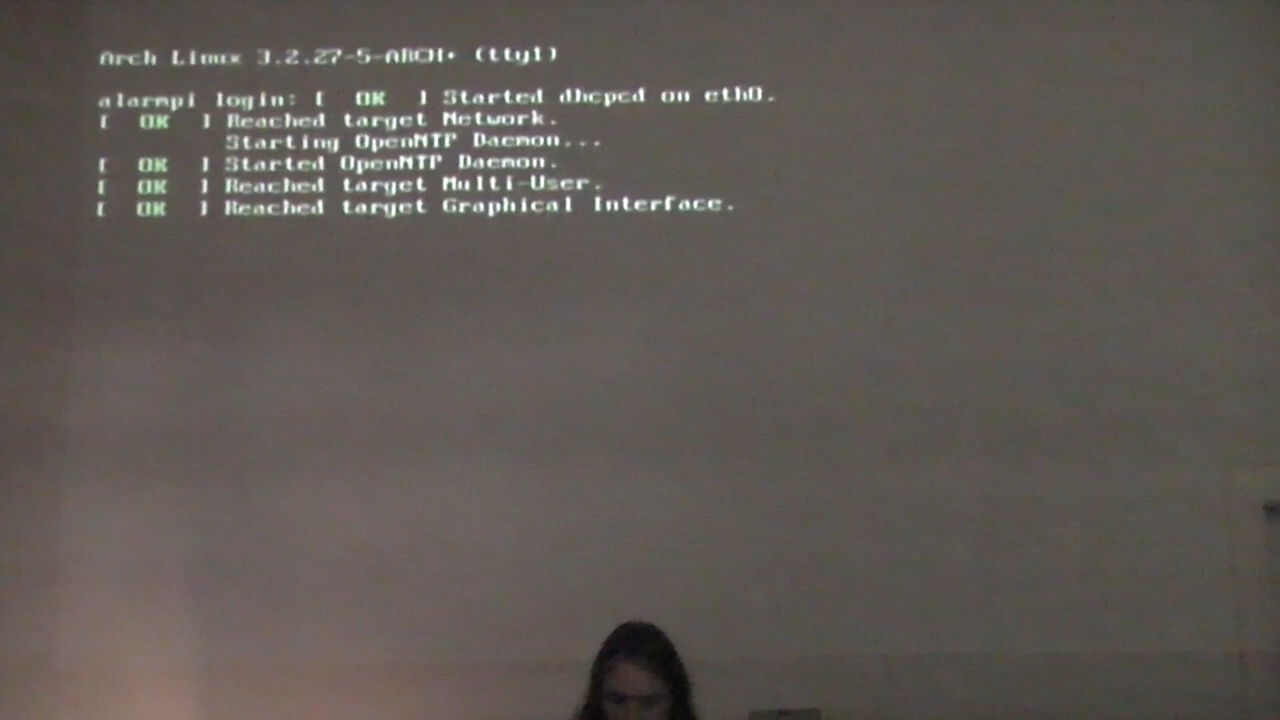 Arch Linux 3.2.27-5-ARCH+ (tty1)
alarmpi login: [  OK  ] Started dhcpcd on eth0.
[  OK  ] Reached target Network.
Starting OpenNTP Daemon...
[  OK  ] Started OpenNTP Daemon.
[  OK  ] Reached target Multi-User.
[  OK  ] Reached target Graphical Interface.